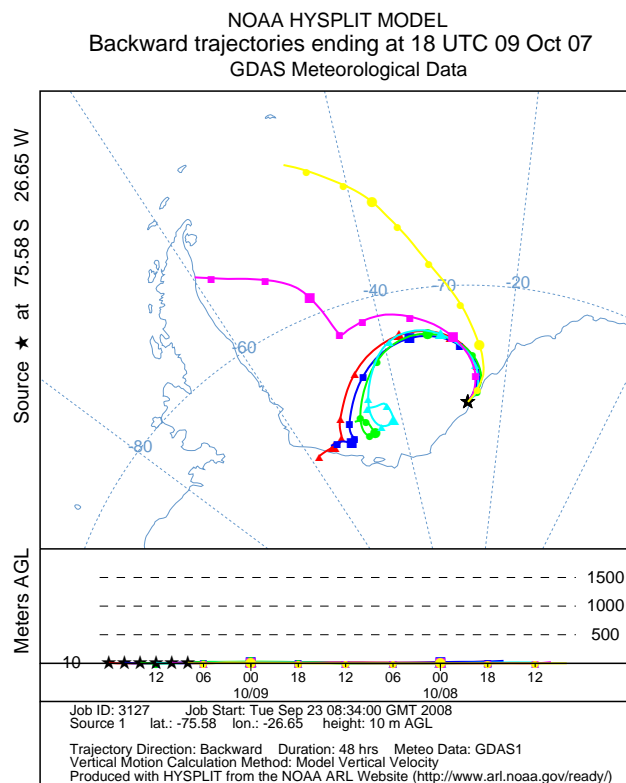 NOAA HYSPLIT MODEL
Backward trajectories ending at 18 UTC 09 Oct 07
GDAS Meteorological Data
Source ★ at 75.58 S 26.65 W
-40
-70
-20
-60
-80
Meters AGL
1500
1000
500
10
12 06 00 18 12 06 00 18 12
10/09 10/08
Job ID: 3127 Job Start: Tue Sep 23 08:34:00 GMT 2008
Source 1 lat.: -75.58 lon.: -26.65 height: 10 m AGL
Trajectory Direction: Backward Duration: 48 hrs Meteo Data: GDAS1
Vertical Motion Calculation Method: Model Vertical Velocity
Produced with HYSPLIT from the NOAA ARL Website (http://www.arl.noaa.gov/ready/)